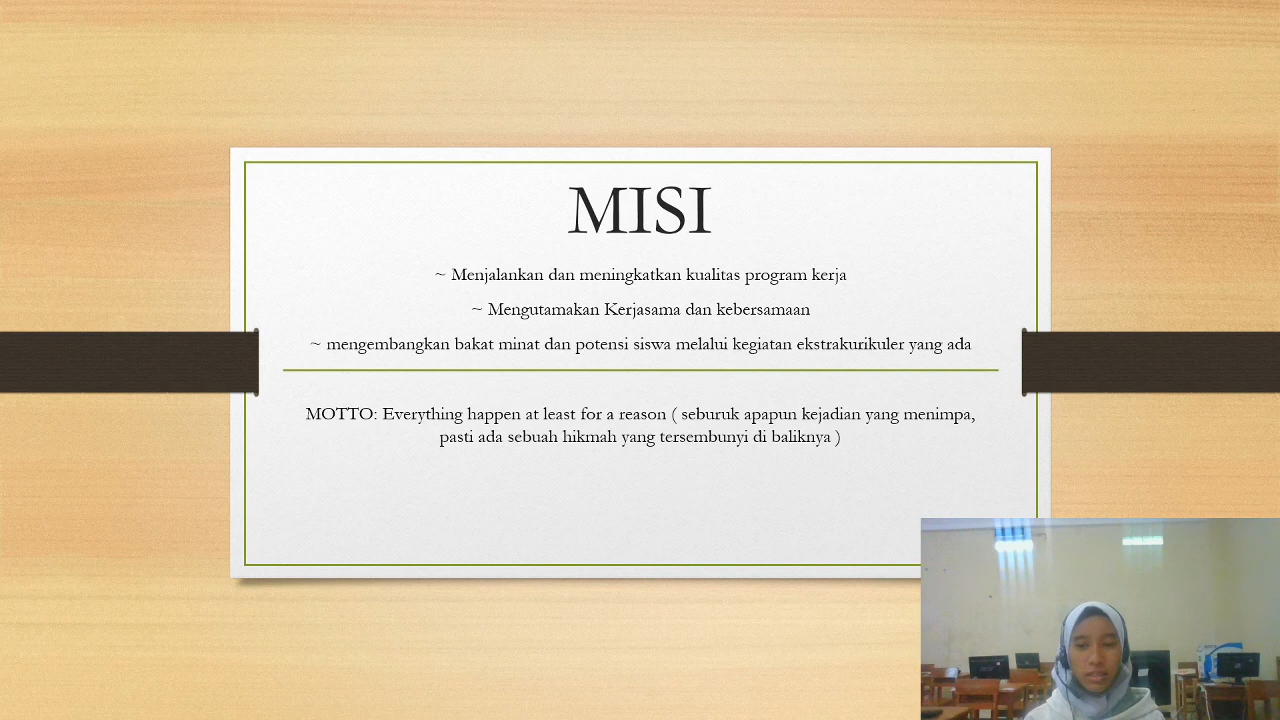 MISI
~ Menjalankan dan meningkatkan kualitas program kerja
~ Mengutamakan Kerjasama dan kebersamaan
~ mengembangkan bakat minat dan potensi siswa melalui kegiatan ekstrakurikuler yang ada
MOTTO: Everything happen at least for a reason ( seburuk apapun kejadian yang menimpa,
pasti ada sebuah hikmah yang tersembunyi di baliknya )